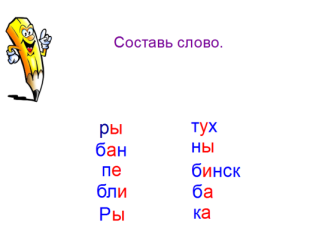 Составь слово.
ры тух
бан ны
пе бинск
бли ба
Ры ка